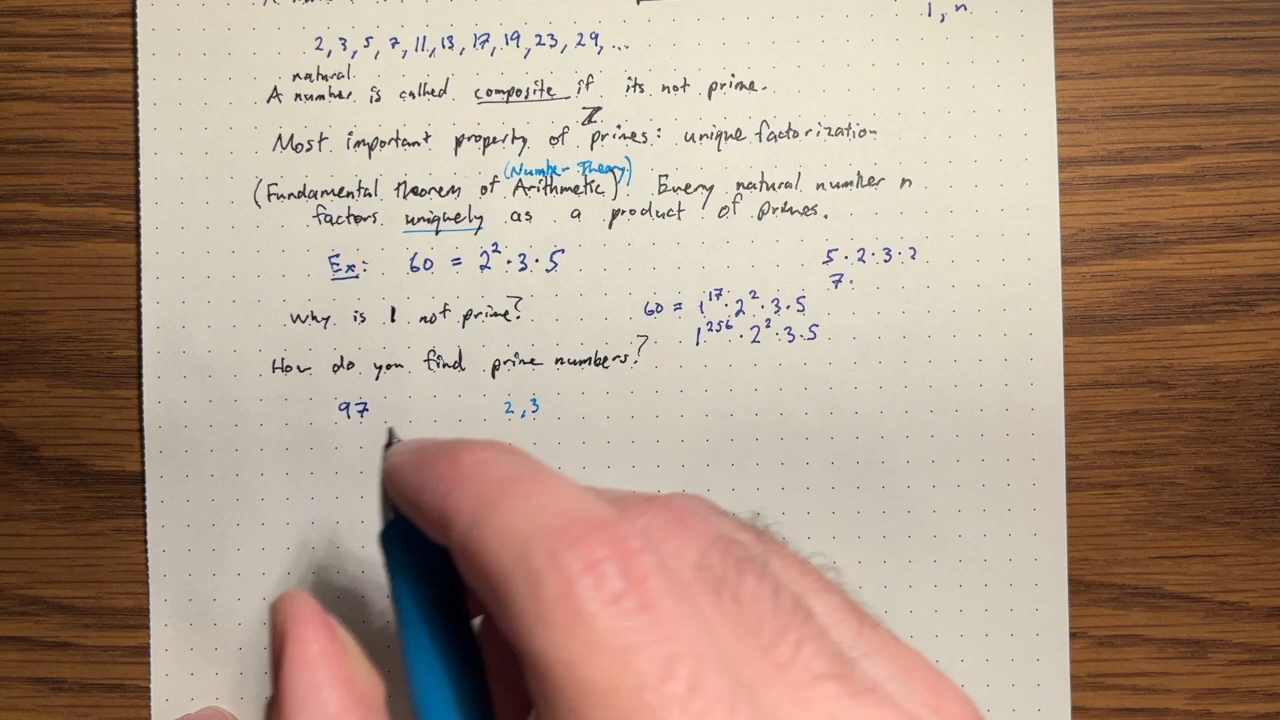 1, n
2, 3, 5, 7, 11, 13, 17, 19, 23, 29, ...
natural
A number is called composite if its not prime.
ℤ
Most important property of primes: unique factorization
(Number Theory)
(Fundamental theorem of Arithmetic) Every natural number n
factors uniquely as a product of primes.
Ex: 60 = 2²·3·5
5·2·3·2
7·
Why is 1 not prime?
60 = 1¹⁷·2²·3·5
1²⁵⁶·2²·3·5
How do you find prime numbers?
97 2,3